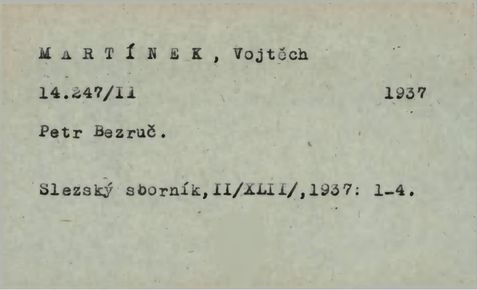 M A R T Í N E K , Vojtěch
14.247/II 1937
Petr Bezruč.
Slezský sborník,II/XLII/,1937: 1-4.